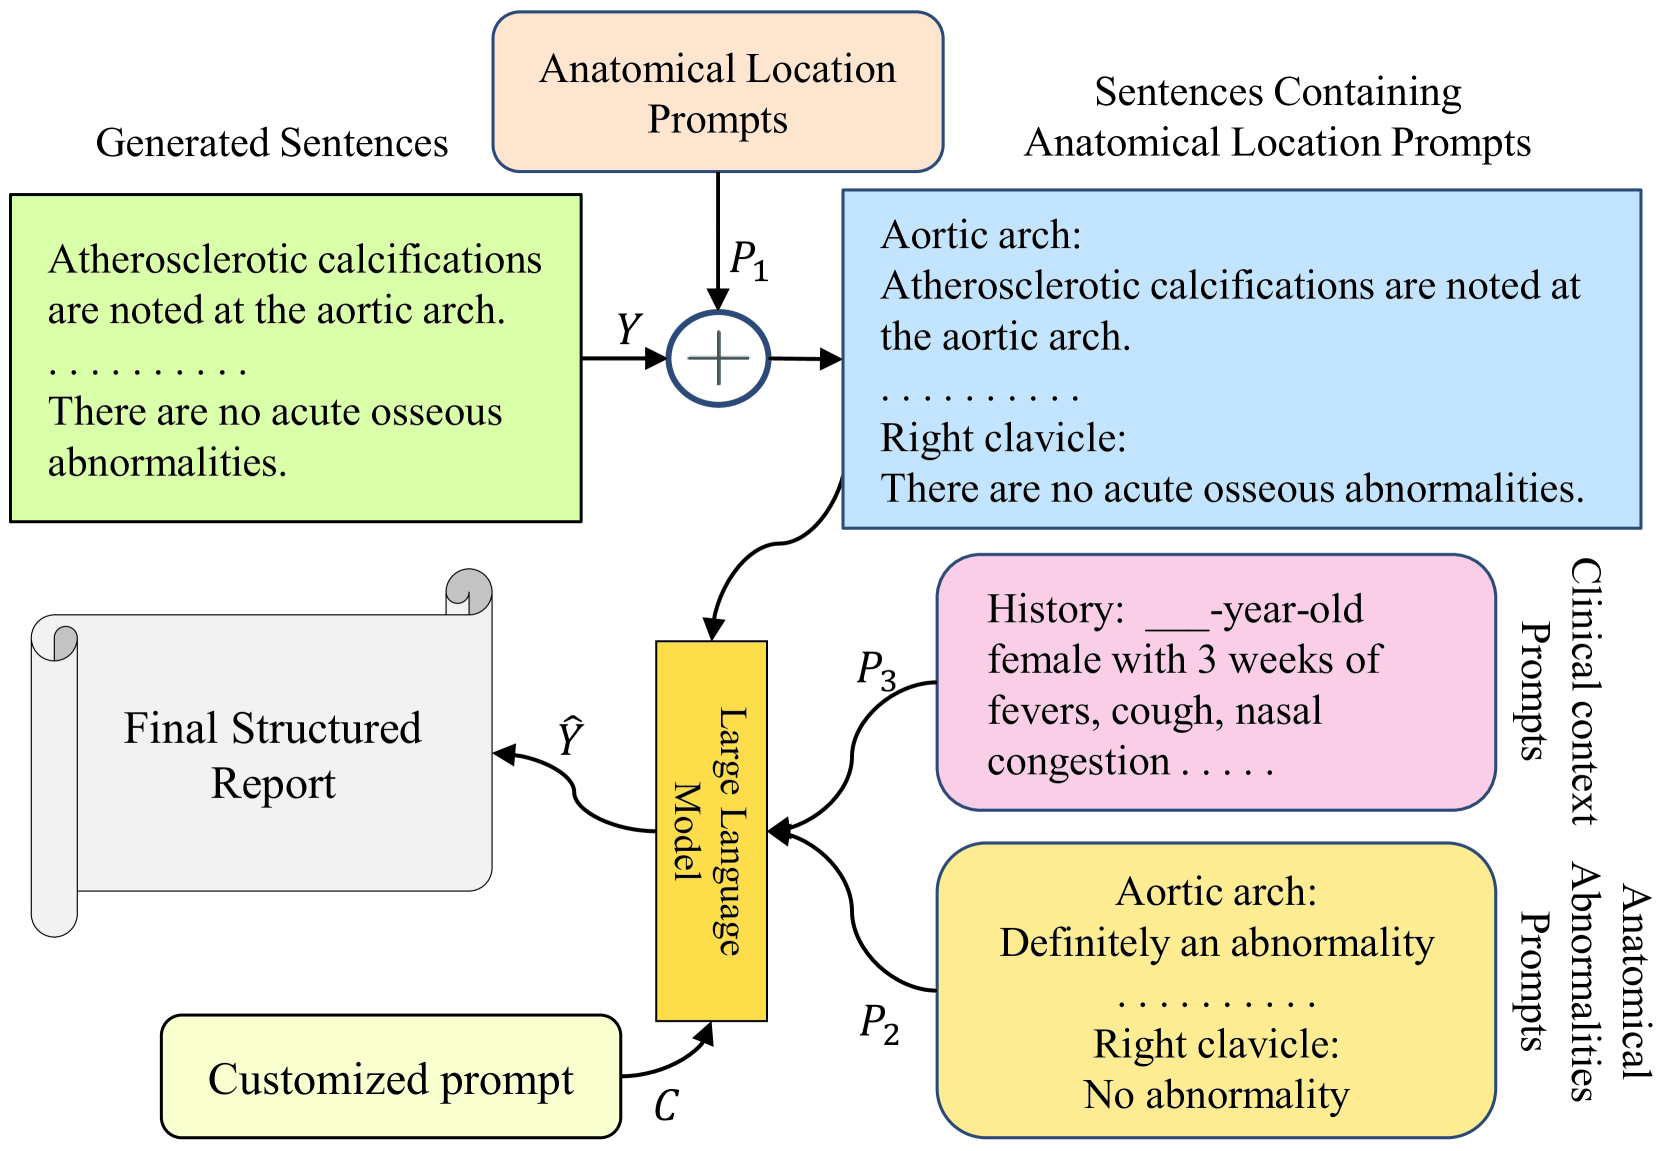 Anatomical Location
Prompts
Generated Sentences
Sentences Containing
Anatomical Location Prompts
Atherosclerotic calcifications
are noted at the aortic arch.
. . . . . . . . . .
There are no acute osseous
abnormalities.
P₁
Y
Aortic arch:
Atherosclerotic calcifications are noted at
the aortic arch.
. . . . . . . . . .
Right clavicle:
There are no acute osseous abnormalities.
Final Structured
Report
Ŷ
Large Language
Model
P₃
History: ___-year-old
female with 3 weeks of
fevers, cough, nasal
congestion . . . . .
Clinical context
Prompts
P₂
Aortic arch:
Definitely an abnormality
. . . . . . . . . .
Right clavicle:
No abnormality
Anatomical
Abnormalities
Prompts
Customized prompt
C